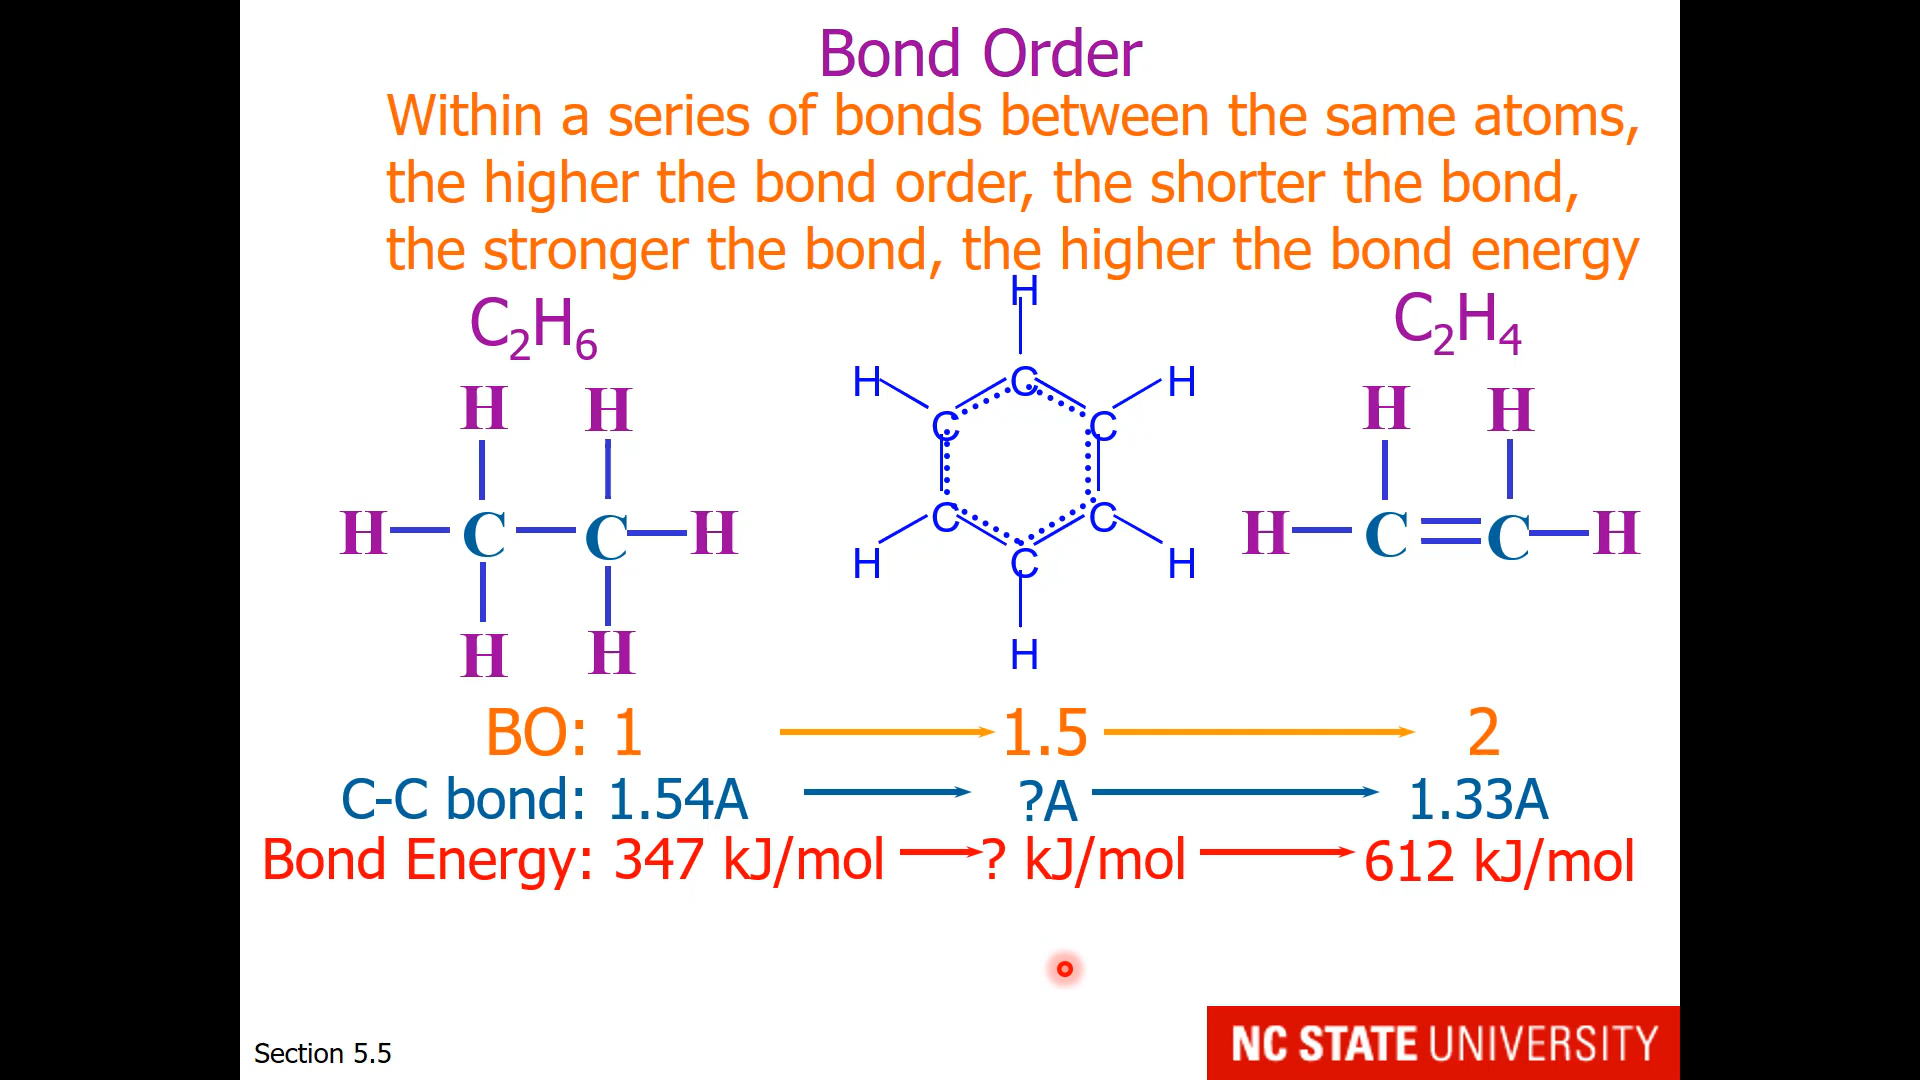 Bond Order
Within a series of bonds between the same atoms,
the higher the bond order, the shorter the bond,
the stronger the bond, the higher the bond energy
C₂H₆
C₂H₄
H
H H
H C C H
H H
H
H H
C
C C
C C
C
H H
H
H H
H C C H
BO: 1 1.5 2
C-C bond: 1.54A ?A 1.33A
Bond Energy: 347 kJ/mol ? kJ/mol 612 kJ/mol
Section 5.5
NC STATE UNIVERSITY